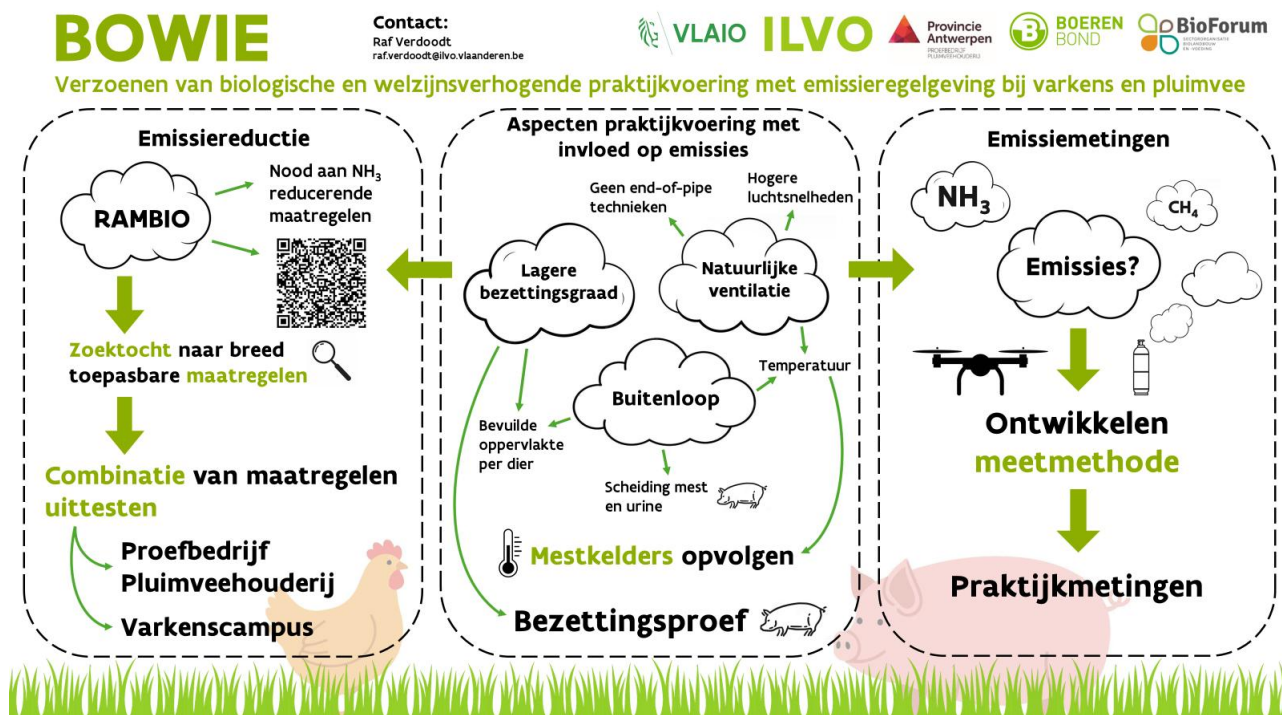 BOWIE
Contact:
Raf Verdoodt
raf.verdoodt@ilvo.vlaanderen.be
VLAIO
ILVO
Provincie
Antwerpen
PROEFBEDRIJF
PLUIMVEEHOUDERIJ
BOEREN
BOND
BioForum
SECTORORGANISATIE
BIOLANDBOUW
EN -VOEDING
Verzoenen van biologische en welzijnsverhogende praktijkvoering met emissieregelgeving bij varkens en pluimvee
Emissiereductie
RAMBIO
Nood aan NH₃
reducerende
maatregelen
Zoektocht naar breed
toepasbare maatregelen
Combinatie van maatregelen
uittesten
Proefbedrijf
Pluimveehouderij
Varkenscampus
Aspecten praktijkvoering met
invloed op emissies
Geen end-of-pipe
technieken
Hogere
luchtsnelheden
Lagere
bezettingsgraad
Natuurlijke
ventilatie
Buitenloop
Temperatuur
Bevuilde
oppervlakte
per dier
Scheiding mest
en urine
Mestkelders opvolgen
Bezettingsproef
Emissiemetingen
NH₃
CH₄
Emissies?
Ontwikkelen
meetmethode
Praktijkmetingen